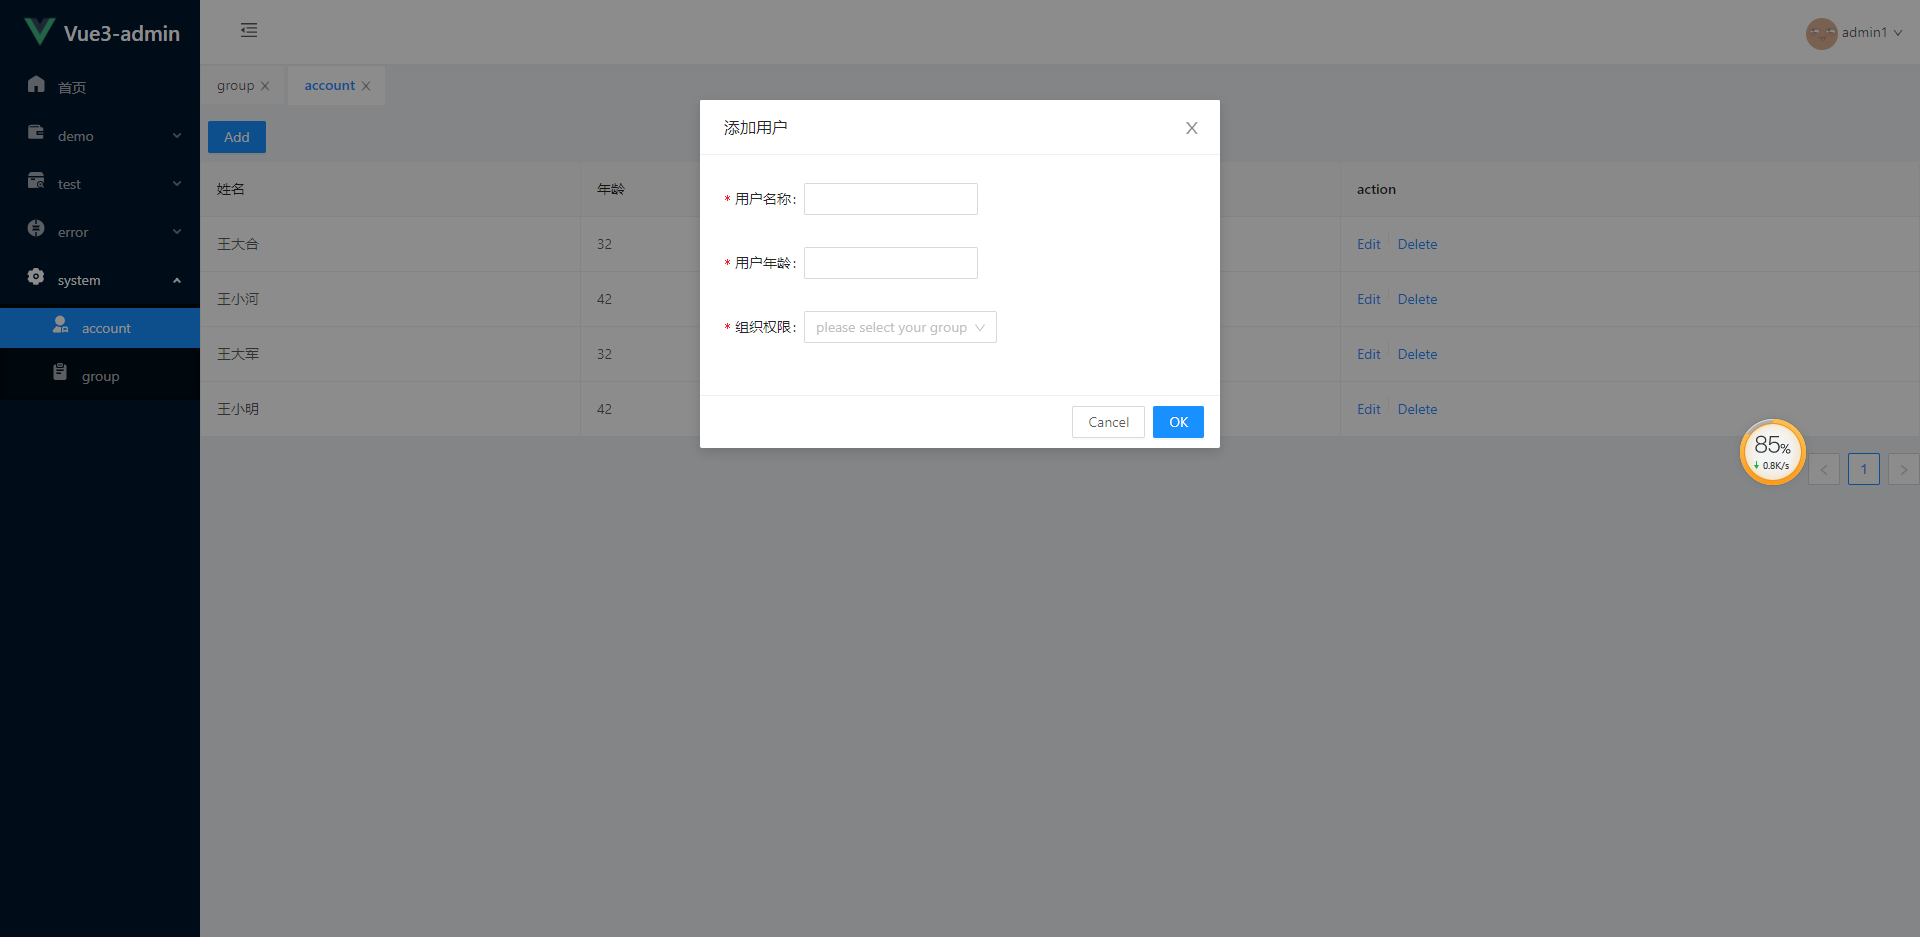 Vue3-admin
admin1
首页
demo
test
error
system
account
group
group
account
Add
姓名
年龄
action
王大合
32
Edit
Delete
王小河
42
Edit
Delete
王大军
32
Edit
Delete
王小明
42
Edit
Delete
添加用户
* 用户名称:
* 用户年龄:
* 组织权限:
please select your group
Cancel
OK
85%
0.8K/s
1